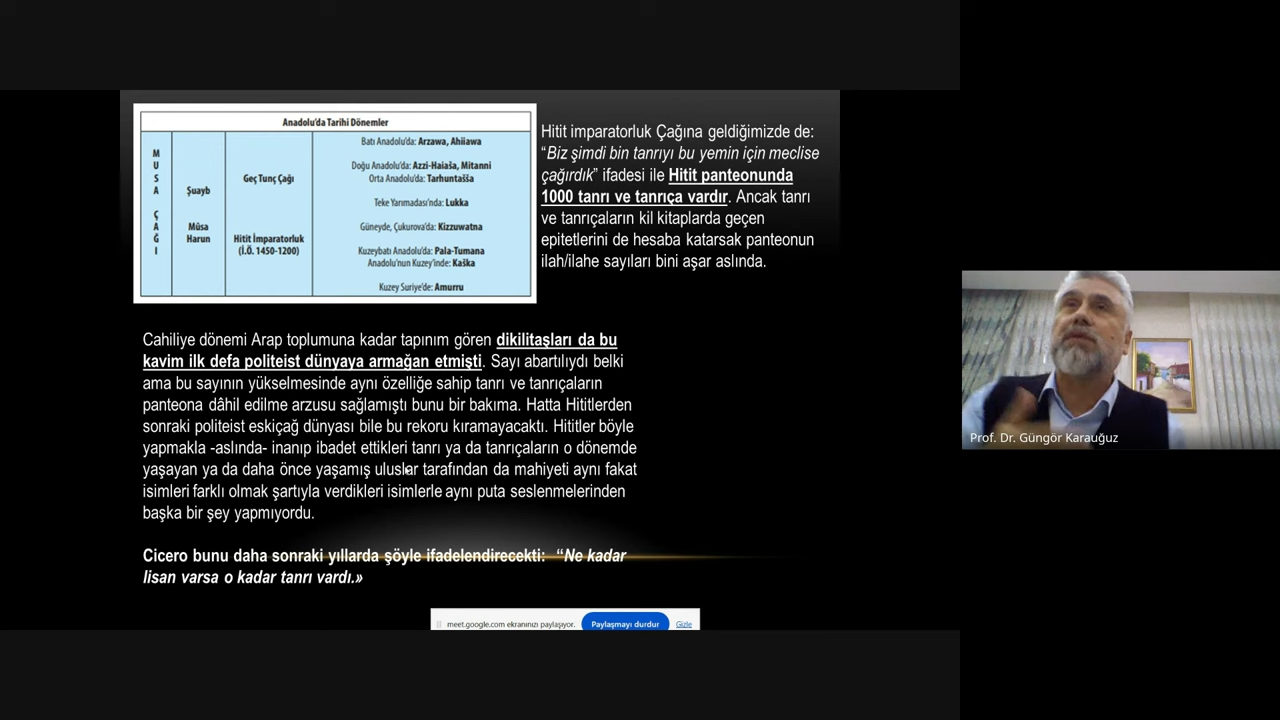 Anadolu'da Tarihi Dönemler
MUSA ÇAĞI
Şuayb
Mûsa
Harun
Geç Tunç Çağı
Hitit İmparatorluk
(İ.Ö. 1450-1200)
Batı Anadolu'da: Arzawa, Ahiiawa
Doğu Anadolu'da: Azzi-Haiaša, Mitanni
Orta Anadolu'da: Tarhuntašša
Teke Yarımadası'nda: Lukka
Güneyde, Çukurova'da: Kizzuwatna
Kuzeybatı Anadolu'da: Pala-Tumana
Anadolu'nun Kuzey'inde: Kaška
Kuzey Suriye'de: Amurru
Hitit imparatorluk Çağına geldiğimizde de:
“Biz şimdi bin tanrıyı bu yemin için meclise
çağırdık” ifadesi ile Hitit panteonunda
1000 tanrı ve tanrıça vardır. Ancak tanrı
ve tanrıçaların kil kitaplarda geçen
epitetlerini de hesaba katarsak panteonun
ilah/ilahe sayıları bini aşar aslında.
Cahiliye dönemi Arap toplumuna kadar tapınım gören dikilitaşları da bu
kavim ilk defa politeist dünyaya armağan etmişti. Sayı abartılıydı belki
ama bu sayının yükselmesinde aynı özelliğe sahip tanrı ve tanrıçaların
panteona dâhil edilme arzusu sağlamıştı bunu bir bakıma. Hatta Hititlerden
sonraki politeist eskiçağ dünyası bile bu rekoru kıramayacaktı. Hititler böyle
yapmakla -aslında- inanıp ibadet ettikleri tanrı ya da tanrıçaların o dönemde
yaşayan ya da daha önce yaşamış uluslar tarafından da mahiyeti aynı fakat
isimleri farklı olmak şartıyla verdikleri isimlerle aynı puta seslenmelerinden
başka bir şey yapmıyordu.
Cicero bunu daha sonraki yıllarda şöyle ifadelendirecekti: “Ne kadar
lisan varsa o kadar tanrı vardı.»
meet.google.com ekranınızı paylaşıyor. Paylaşmayı durdur Gizle
Prof. Dr. Güngör Karauğuz